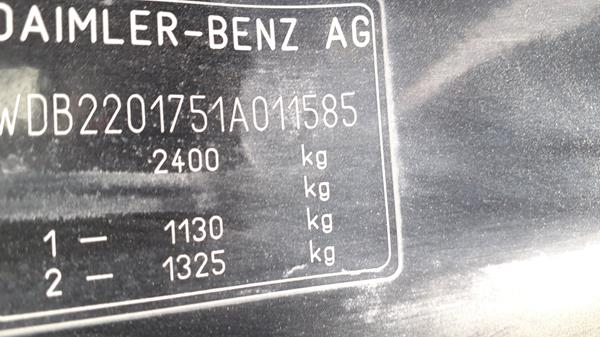 DAIMLER-BENZ AG
WDB2201751A011585
2400 kg
kg
1 – 1130 kg
2 – 1325 kg